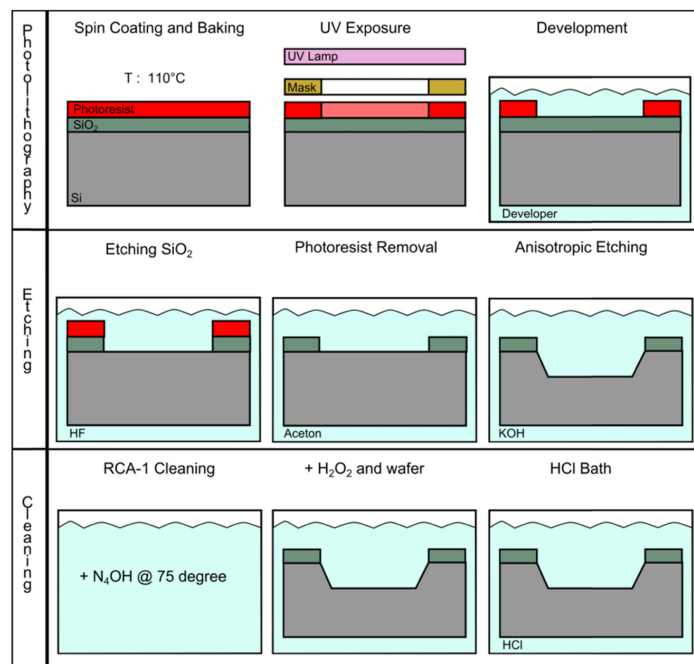 Photolithography
Spin Coating and Baking
T : 110°C
Photoresist
SiO₂
Si
UV Exposure
UV Lamp
Mask
Development
Developer
Etching
Etching SiO₂
HF
Photoresist Removal
Aceton
Anisotropic Etching
KOH
Cleaning
RCA-1 Cleaning
+ N₄OH @ 75 degree
+ H₂O₂ and wafer
HCl Bath
HCl